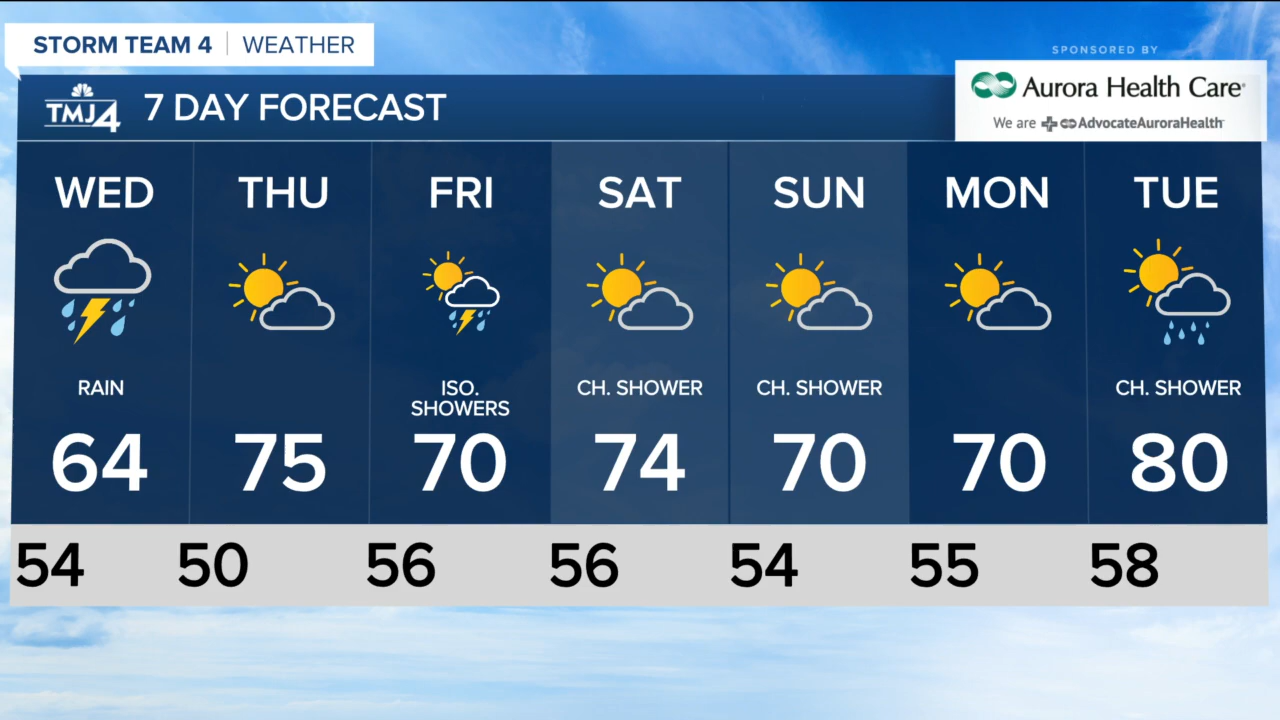 STORM TEAM 4 | WEATHER
SPONSORED BY
Aurora Health Care
We are AdvocateAuroraHealth
TMJ4 7 DAY FORECAST
WED THU FRI SAT SUN MON TUE
RAIN ISO. SHOWERS CH. SHOWER CH. SHOWER CH. SHOWER
64 75 70 74 70 70 80
54 50 56 56 54 55 58